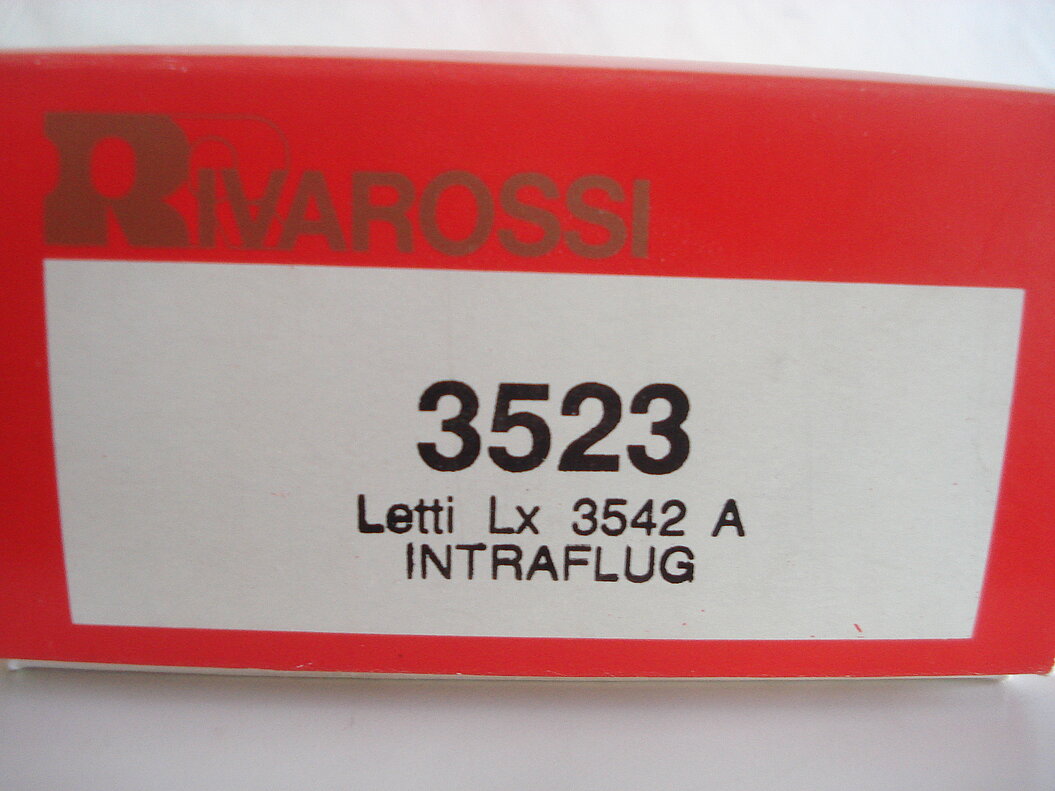 RIVAROSSI
3523
Letti Lx 3542 A
INTRAFLUG